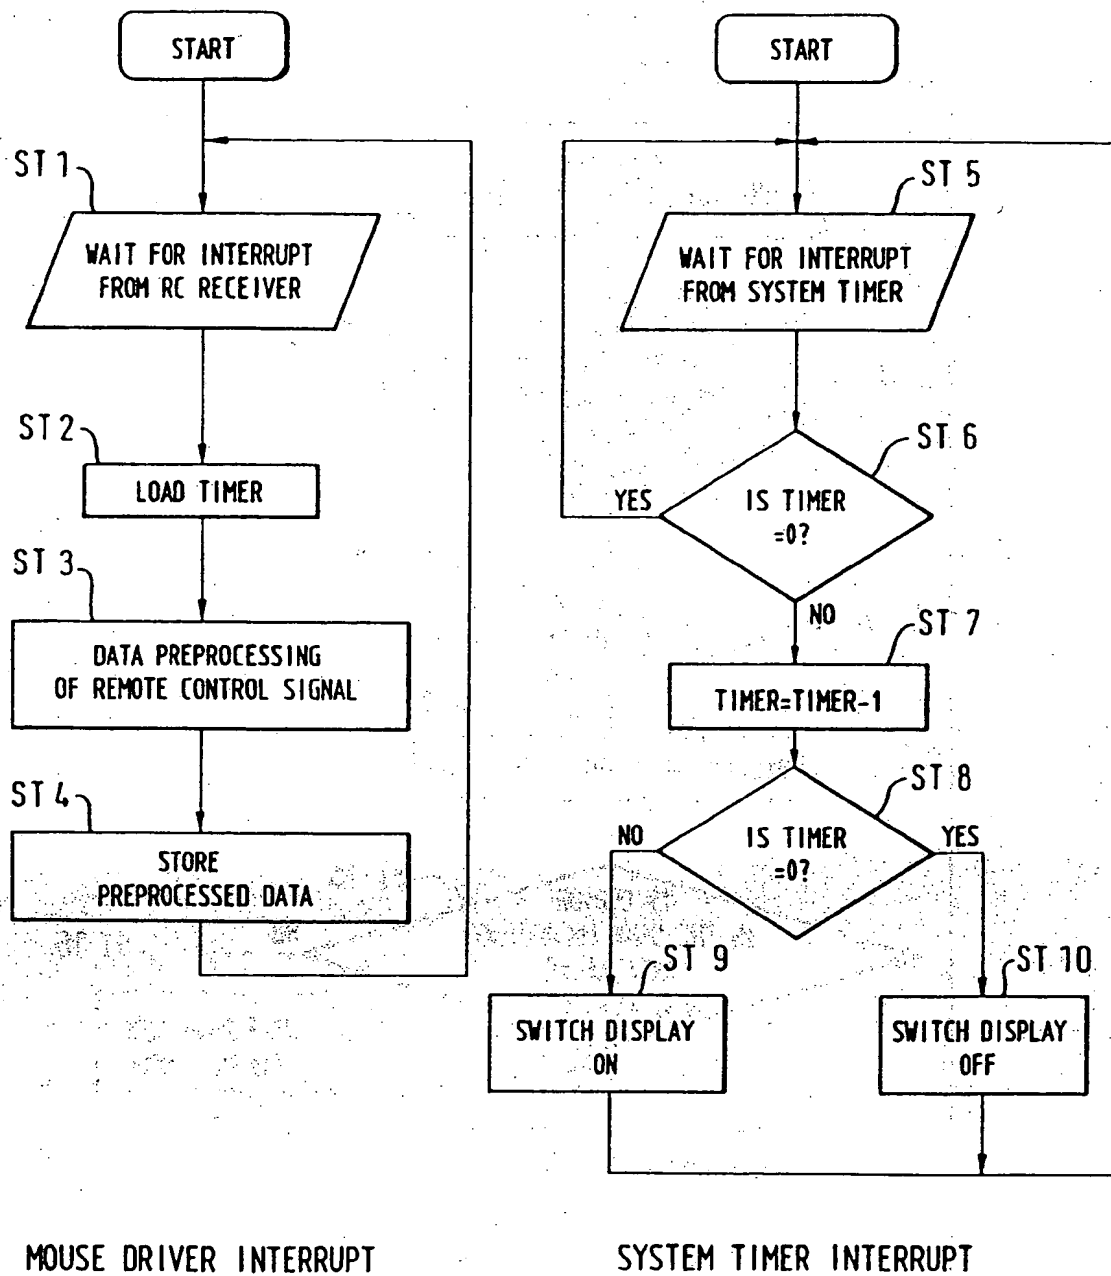 START
ST 1
WAIT FOR INTERRUPT
FROM RC RECEIVER
ST 2
LOAD TIMER
ST 3
DATA PREPROCESSING
OF REMOTE CONTROL SIGNAL
ST 4
STORE
PREPROCESSED DATA
MOUSE DRIVER INTERRUPT
START
ST 5
WAIT FOR INTERRUPT
FROM SYSTEM TIMER
ST 6
YES
IS TIMER
=0?
NO
ST 7
TIMER=TIMER-1
ST 8
NO
IS TIMER
=0?
YES
ST 9
SWITCH DISPLAY
ON
ST 10
SWITCH DISPLAY
OFF
SYSTEM TIMER INTERRUPT